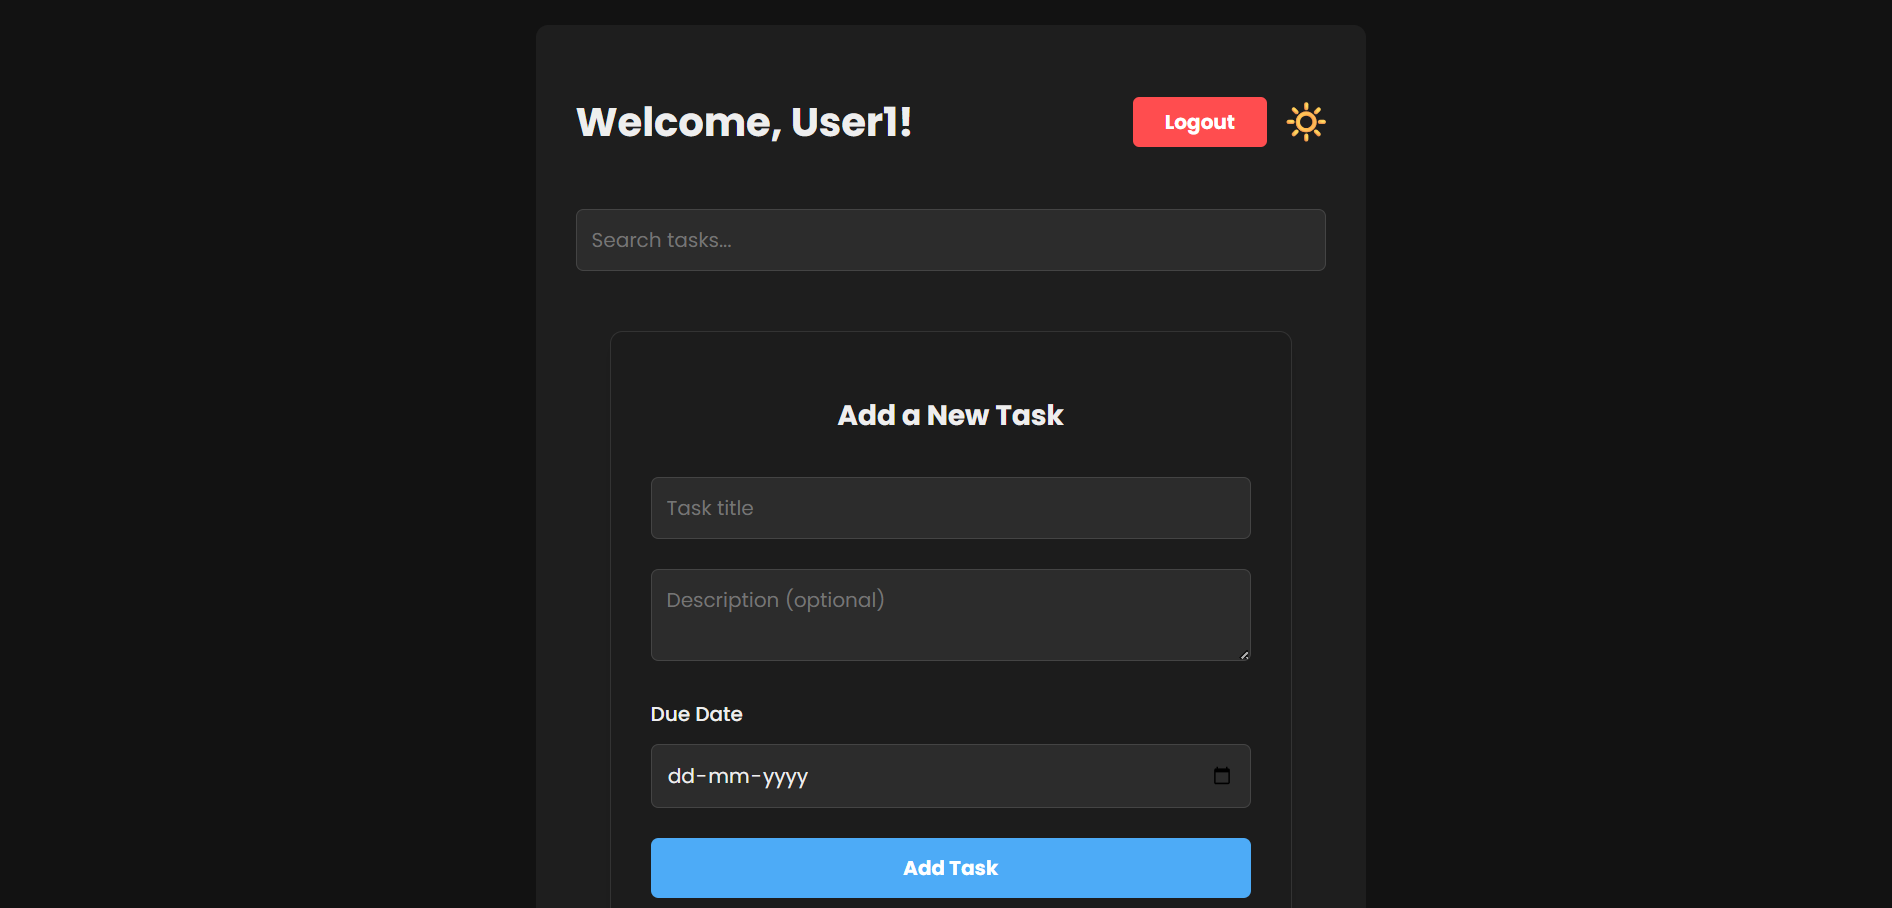 Welcome, User1!
Logout
Search tasks...
Add a New Task
Task title
Description (optional)
Due Date
dd-mm-yyyy
Add Task